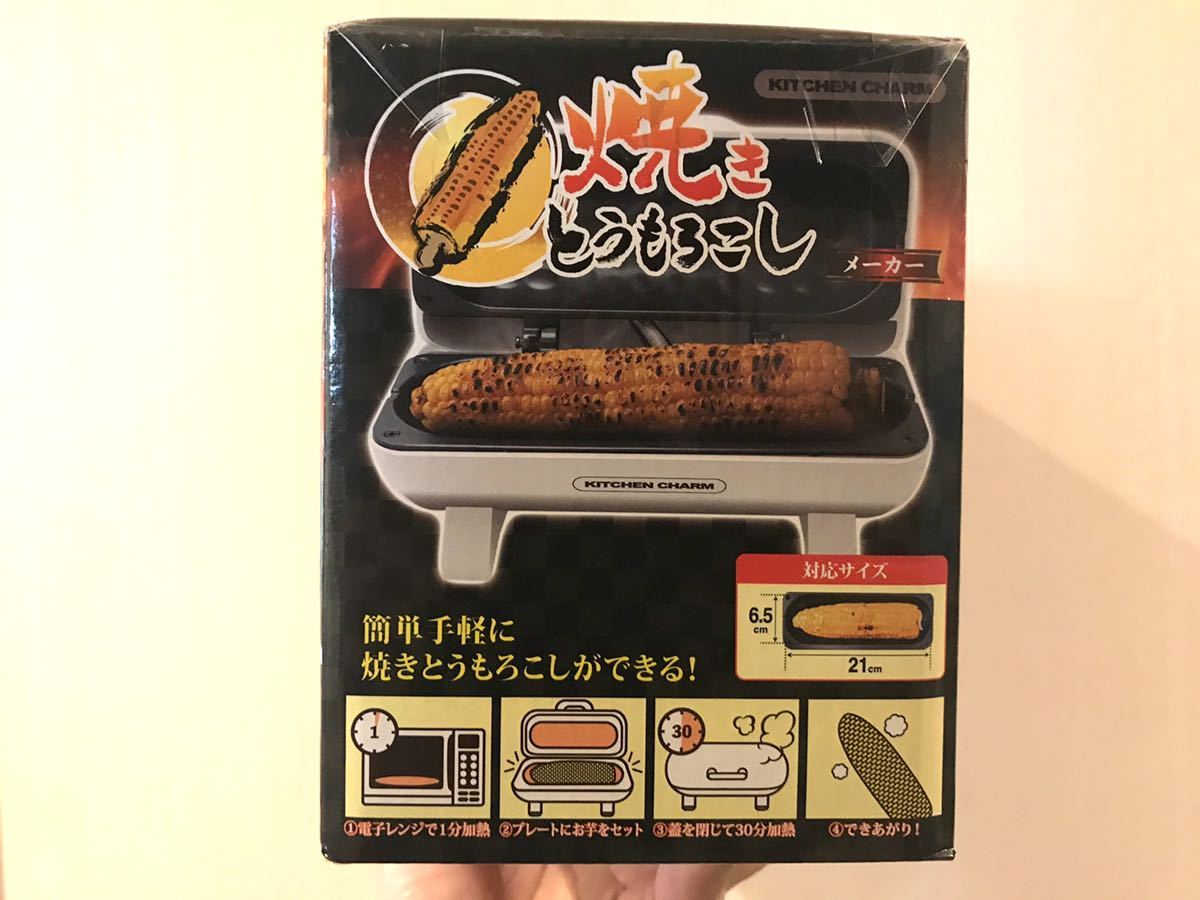 KITCHEN CHARM
焼き
とうもろこし
メーカー
KITCHEN CHARM
対応サイズ
6.5
cm
21cm
簡単手軽に
焼きとうもろこしができる!
1
30
①電子レンジで1分加熱
②プレートにお芋をセット
③蓋を閉じて30分加熱
④できあがり!